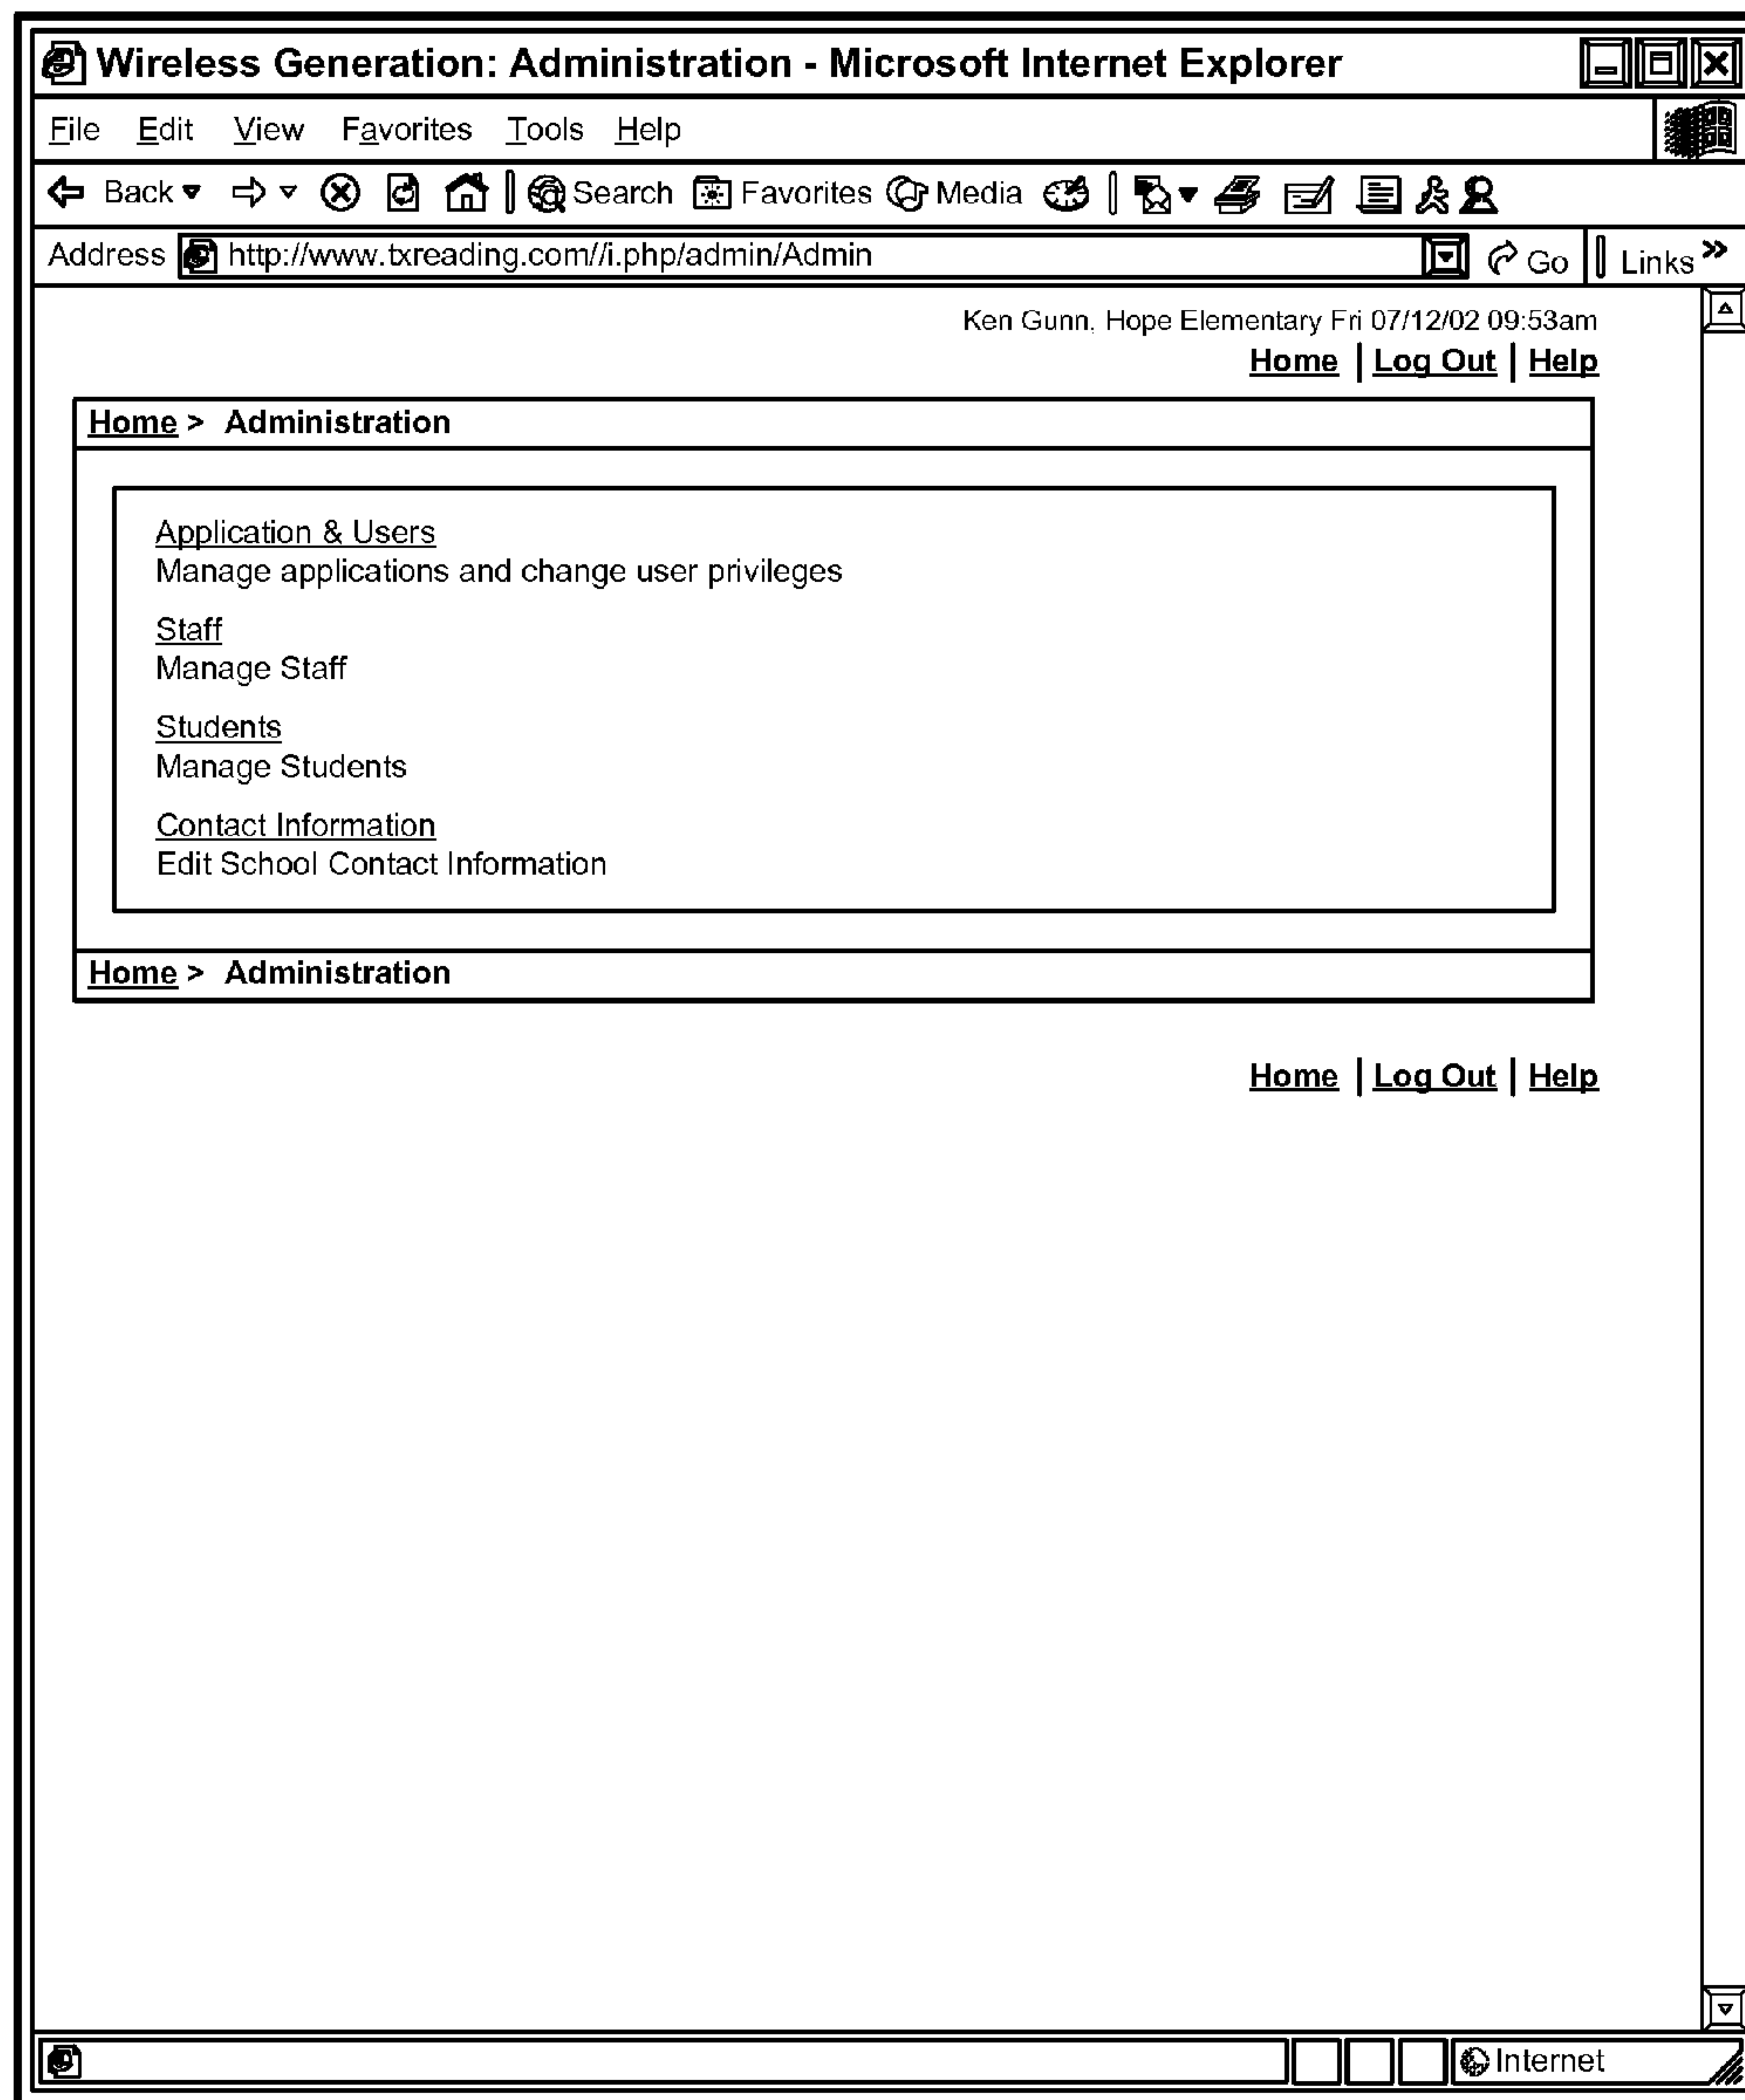 Wireless Generation: Administration - Microsoft Internet Explorer
File Edit View Favorites Tools Help
Back Search Favorites Media
Address http://www.txreading.com//i.php/admin/Admin Go Links »
Ken Gunn, Hope Elementary Fri 07/12/02 09:53am
Home | Log Out | Help
Home > Administration
Application & Users
Manage applications and change user privileges
Staff
Manage Staff
Students
Manage Students
Contact Information
Edit School Contact Information
Home > Administration
Home | Log Out | Help
Internet